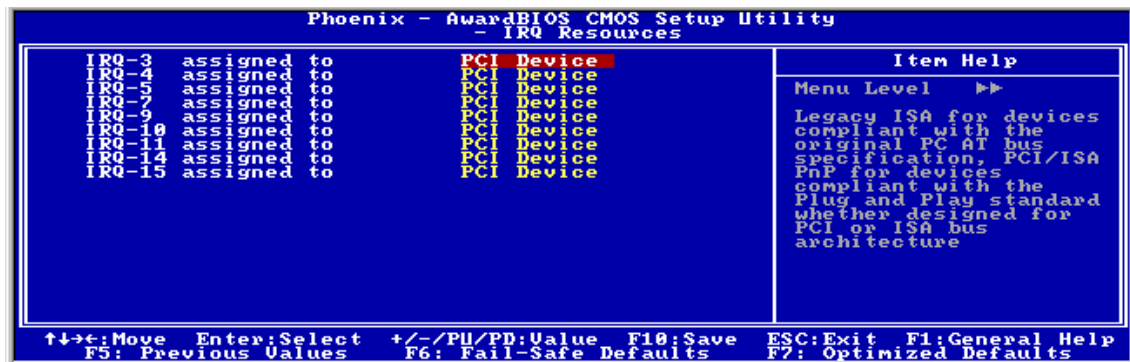 Phoenix - AwardBIOS CMOS Setup Utility
- IRQ Resources
IRQ-3 assigned to PCI Device
IRQ-4 assigned to PCI Device
IRQ-5 assigned to PCI Device
IRQ-7 assigned to PCI Device
IRQ-9 assigned to PCI Device
IRQ-10 assigned to PCI Device
IRQ-11 assigned to PCI Device
IRQ-14 assigned to PCI Device
IRQ-15 assigned to PCI Device
Item Help
Menu Level ▶▶
Legacy ISA for devices
compliant with the
original PC AT bus
specification, PCI/ISA
PnP for devices
compliant with the
Plug and Play standard
whether designed for
PCI or ISA bus
architecture
↑↓→←:Move Enter:Select +/-/PU/PD:Value F10:Save ESC:Exit F1:General Help
F5: Previous Values F6: Fail-Safe Defaults F7: Optimized Defaults